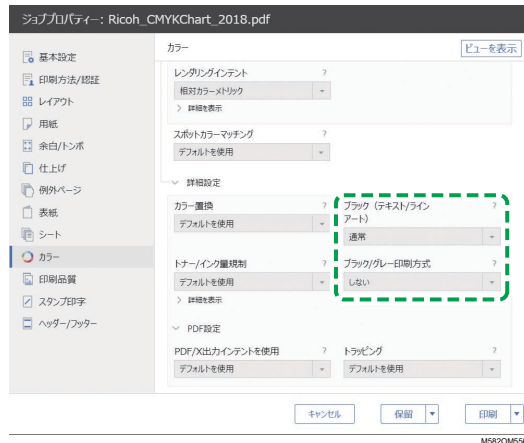 ジョブプロパティー: Ricoh_CMYKChart_2018.pdf
基本設定
印刷方法/認証
レイアウト
用紙
余白/トンボ
仕上げ
例外ページ
表紙
シート
カラー
印刷品質
スタンプ印字
ヘッダー/フッター
カラー
ビューを表示
レンダリングインテント ?
相対カラーメトリック
詳細を表示
スポットカラーマッチング ?
デフォルトを使用
詳細設定
カラー置換 ?
デフォルトを使用
ブラック（テキスト/ライン ?
アート）
通常
トナー/インク量規制 ?
デフォルトを使用
詳細を表示
ブラック/グレー印刷方式 ?
しない
PDF設定
PDF/X出力インテントを使用 ?
デフォルトを使用
トラッピング ?
デフォルトを使用
キャンセル
保留
印刷
M582QM550